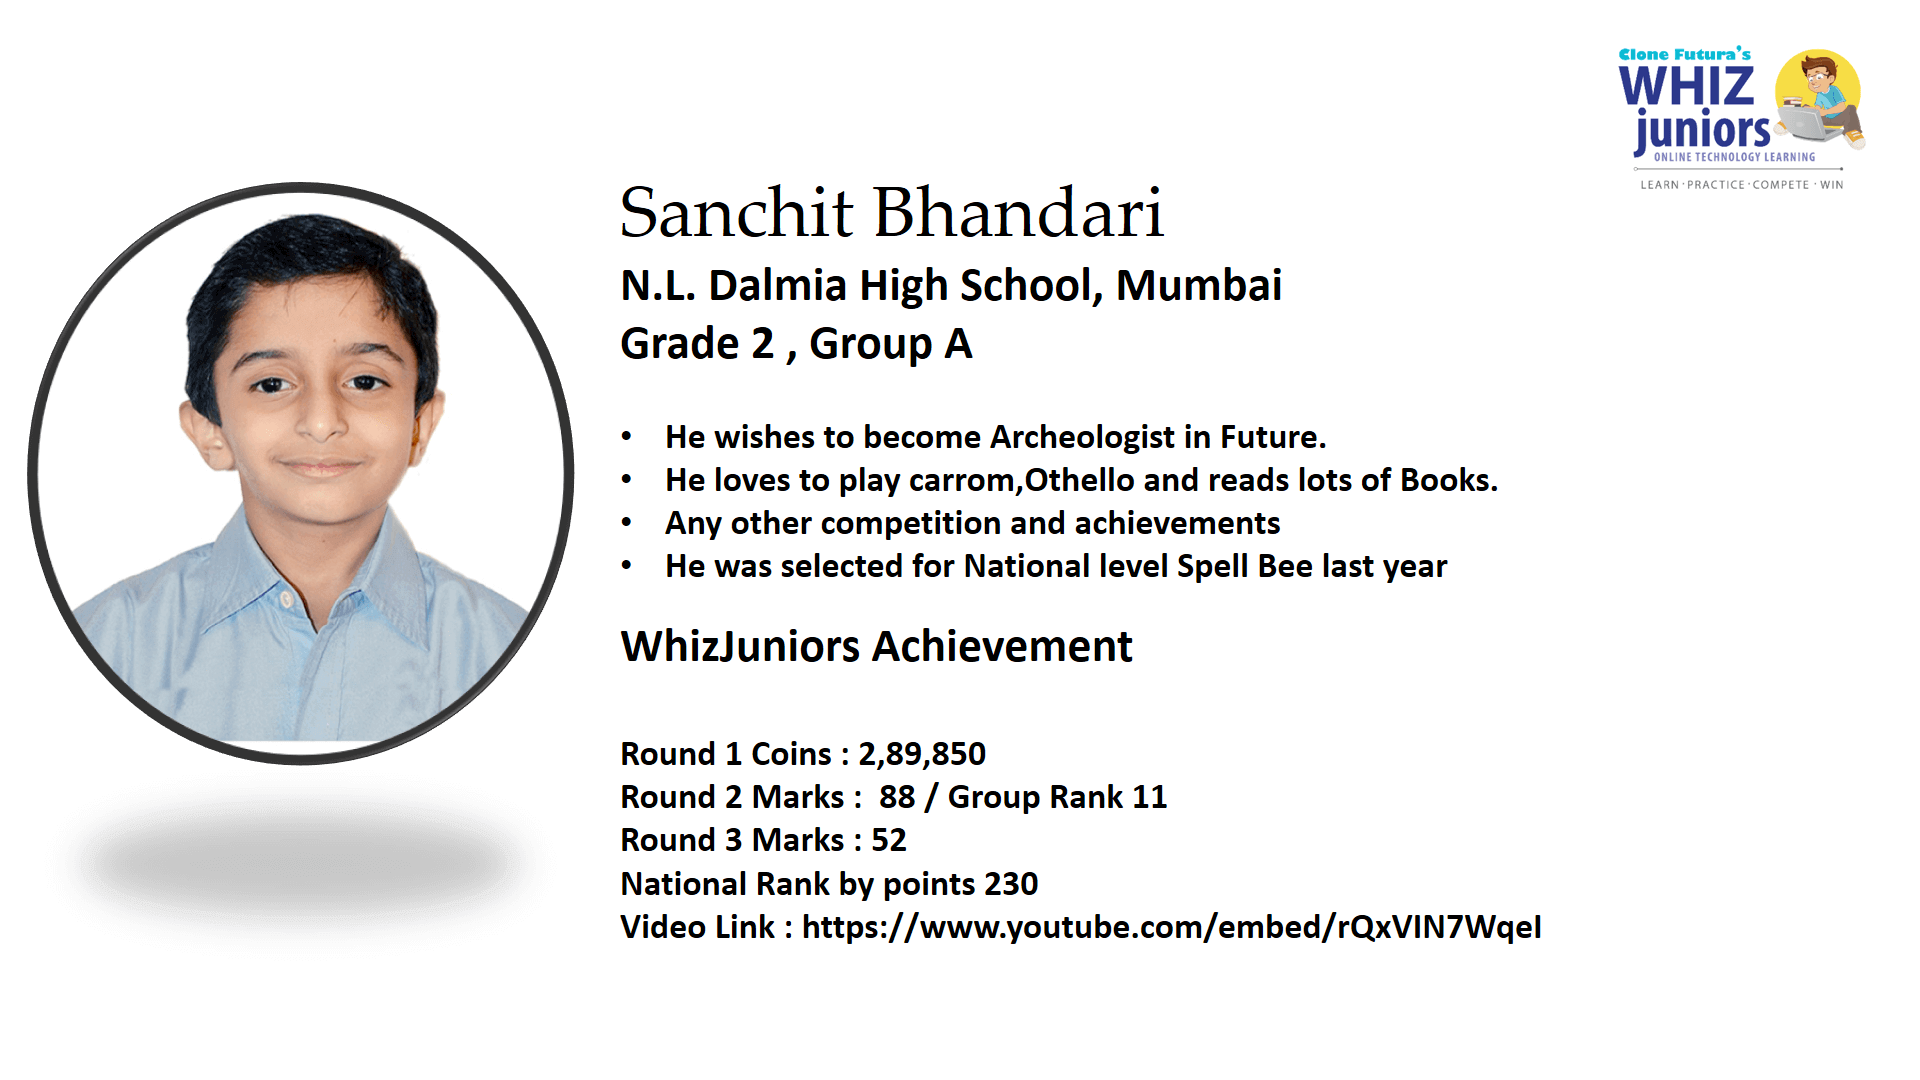 Clone Futura's
WHIZ
juniors
ONLINE TECHNOLOGY LEARNING
LEARN · PRACTICE · COMPETE · WIN
Sanchit Bhandari
N.L. Dalmia High School, Mumbai
Grade 2 , Group A
• He wishes to become Archeologist in Future.
• He loves to play carrom,Othello and reads lots of Books.
• Any other competition and achievements
• He was selected for National level Spell Bee last year
WhizJuniors Achievement
Round 1 Coins : 2,89,850
Round 2 Marks :  88 / Group Rank 11
Round 3 Marks : 52
National Rank by points 230
Video Link : https://www.youtube.com/embed/rQxVIN7WqeI